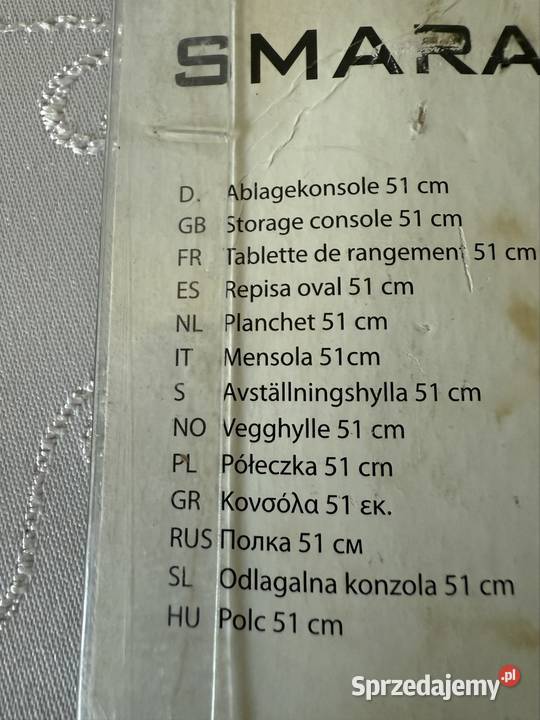 SMARA
D. Ablagekonsole 51 cm
GB Storage console 51 cm
FR Tablette de rangement 51 cm
ES Repisa oval 51 cm
NL Planchet 51 cm
IT Mensola 51cm
S Avställningshylla 51 cm
NO Vegghylle 51 cm
PL Półeczka 51 cm
GR Κονσόλα 51 εκ.
RUS Полка 51 см
SL Odlagalna konzola 51 cm
HU Polc 51 cm
Sprzedajemy.pl